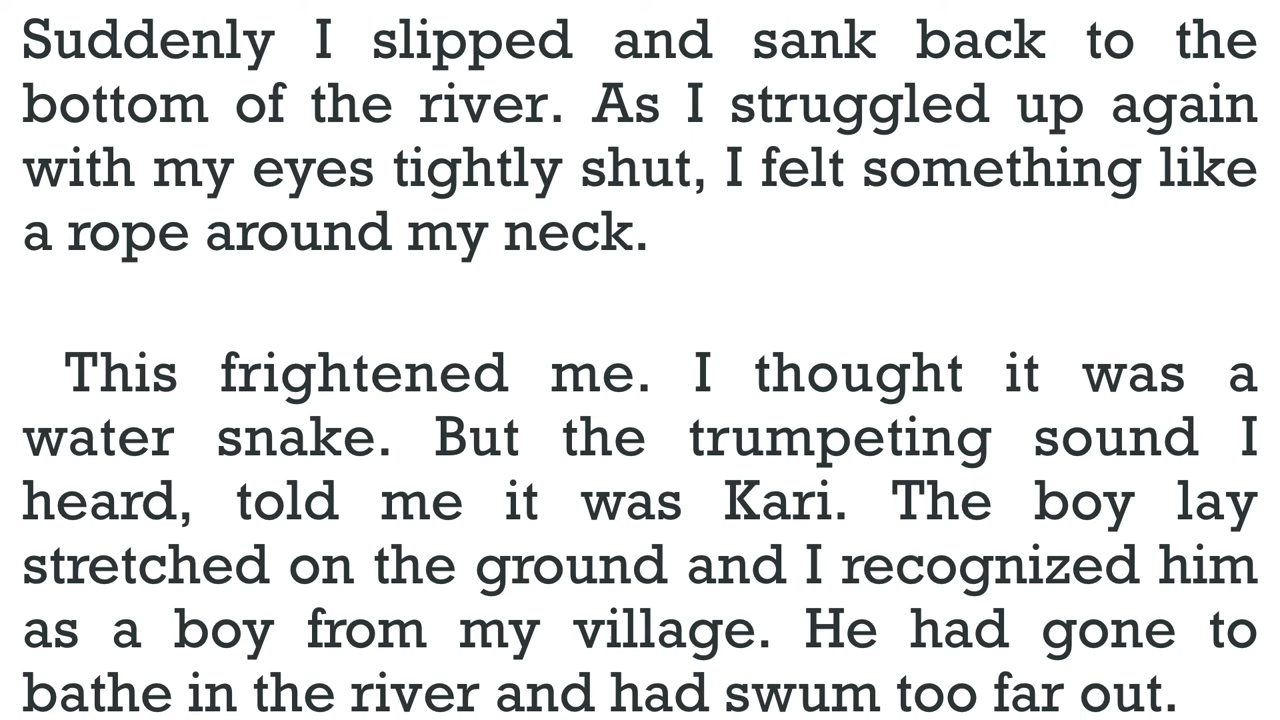 Suddenly I slipped and sank back to the
bottom of the river. As I struggled up again
with my eyes tightly shut, I felt something like
a rope around my neck.
This frightened me. I thought it was a
water snake. But the trumpeting sound I
heard, told me it was Kari. The boy lay
stretched on the ground and I recognized him
as a boy from my village. He had gone to
bathe in the river and had swum too far out.